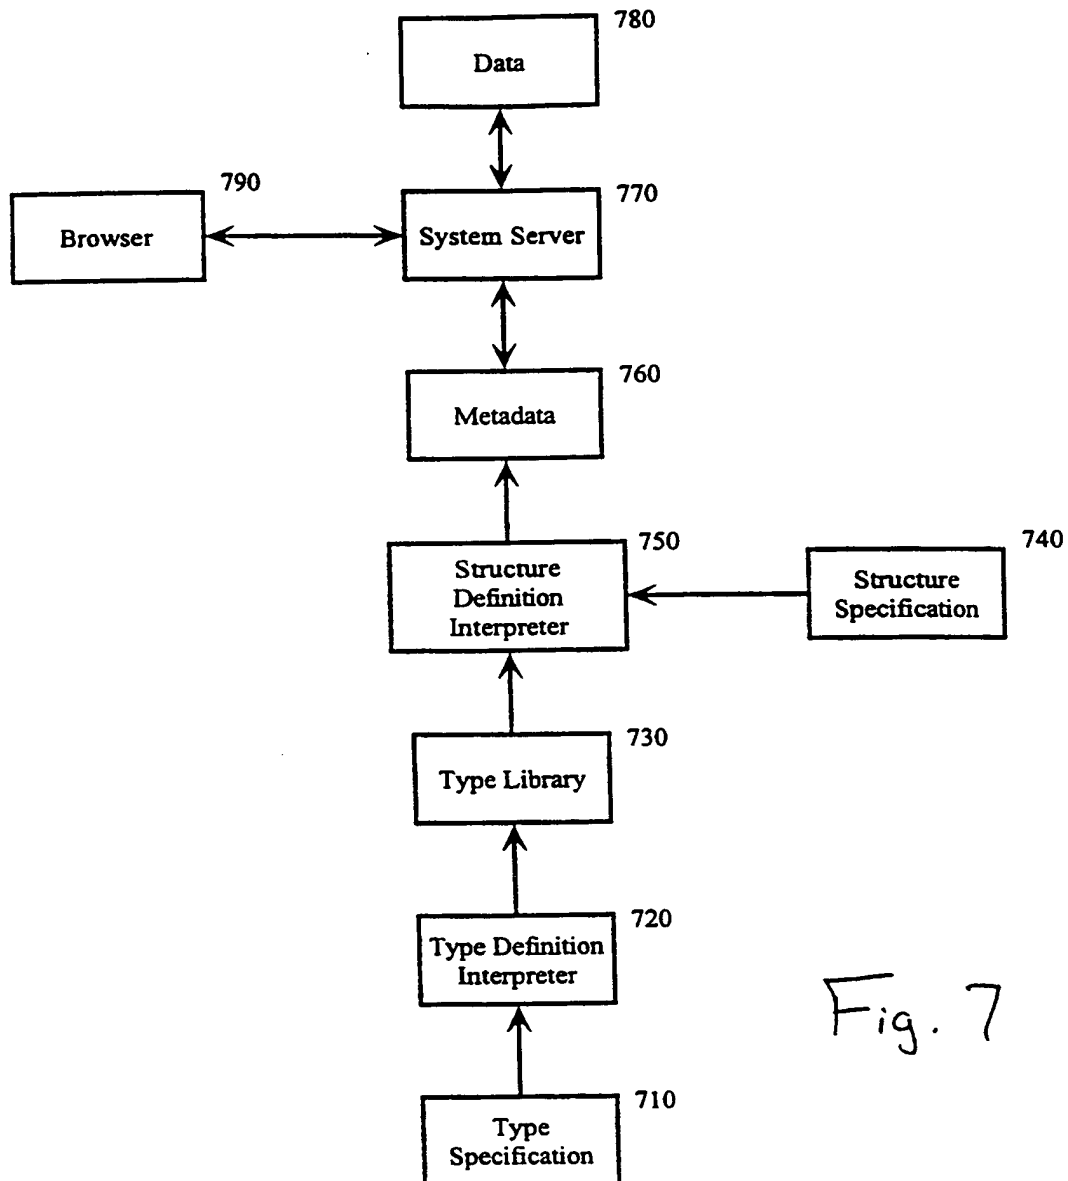 780
Data
790
770
Browser
System Server
760
Metadata
750
740
Structure
Definition
Interpreter
Structure
Specification
730
Type Library
720
Type Definition
Interpreter
Fig. 7
710
Type
Specification